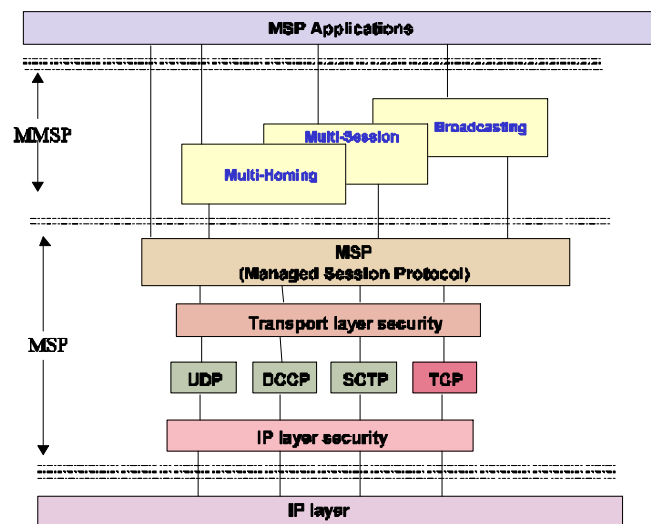 MSP Applications
MMSP
Broadcasting
Multi-Session
Multi-Homing
MSP
(Managed Session Protocol)
Transport layer security
MSP
UDP
DCCP
SCTP
TCP
IP layer security
IP layer